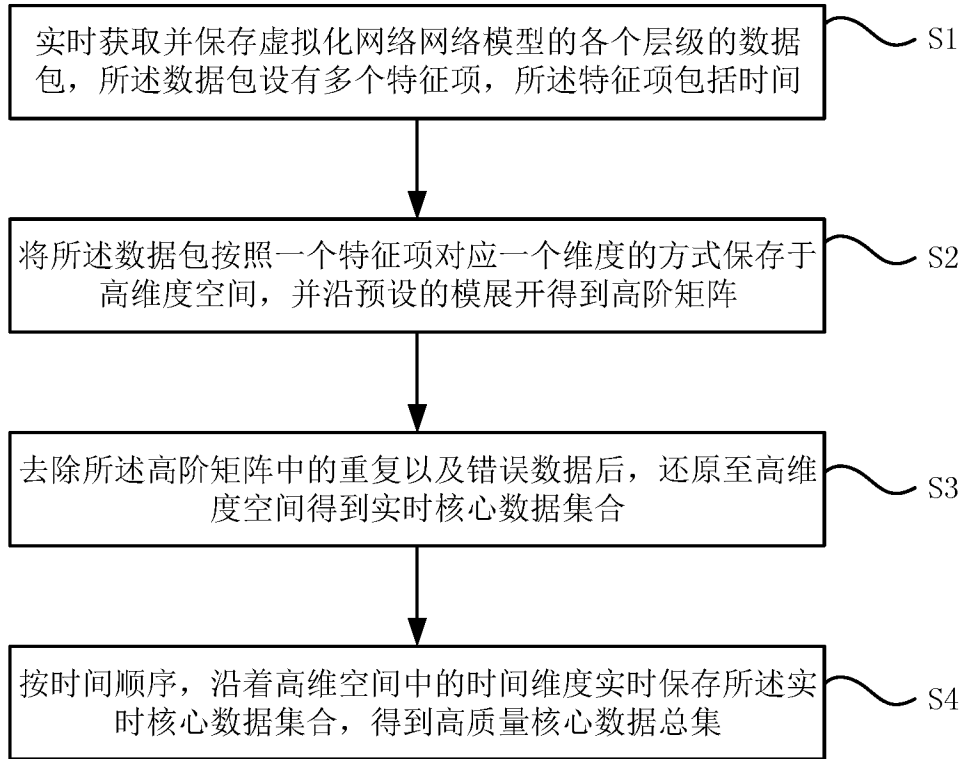 实时获取并保存虚拟化网络网络模型的各个层级的数据
包，所述数据包设有多个特征项，所述特征项包括时间
S1
将所述数据包按照一个特征项对应一个维度的方式保存于
高维度空间，并沿预设的模展开得到高阶矩阵
S2
去除所述高阶矩阵中的重复以及错误数据后，还原至高维
度空间得到实时核心数据集合
S3
按时间顺序，沿着高维空间中的时间维度实时保存所述实
时核心数据集合，得到高质量核心数据总集
S4